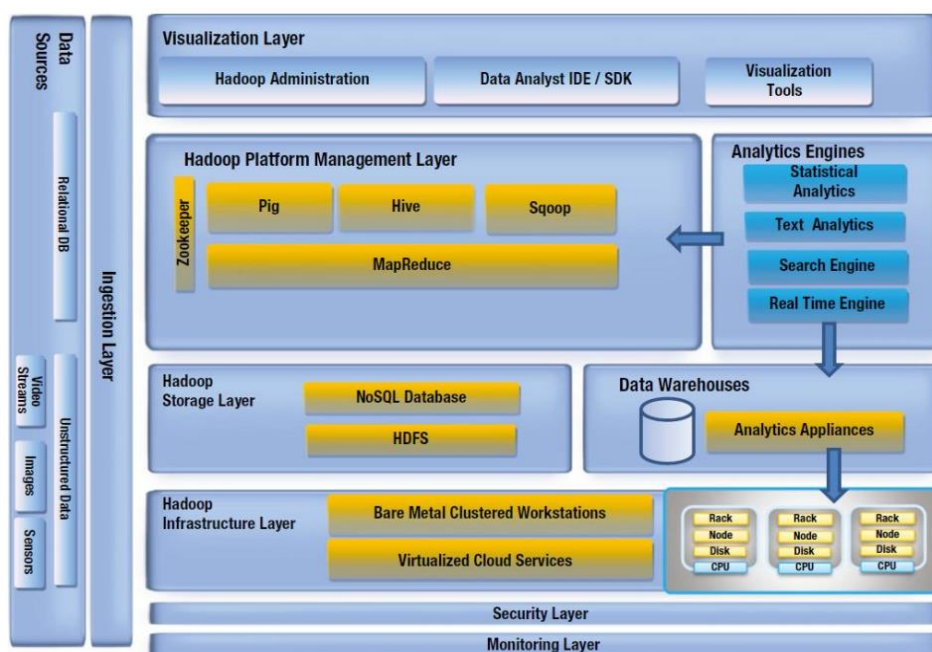 Data
Sources
Relational DB
Unstructured Data
Video
Streams
Images
Sensors
Ingestion Layer
Visualization Layer
Hadoop Administration
Data Analyst IDE / SDK
Visualization
Tools
Hadoop Platform Management Layer
Zookeeper
Pig
Hive
Sqoop
MapReduce
Analytics Engines
Statistical
Analytics
Text Analytics
Search Engine
Real Time Engine
Hadoop
Storage Layer
NoSQL Database
HDFS
Data Warehouses
Analytics Appliances
Hadoop
Infrastructure Layer
Bare Metal Clustered Workstations
Virtualized Cloud Services
Rack
Node
Disk
CPU
Rack
Node
Disk
CPU
Rack
Node
Disk
CPU
Security Layer
Monitoring Layer